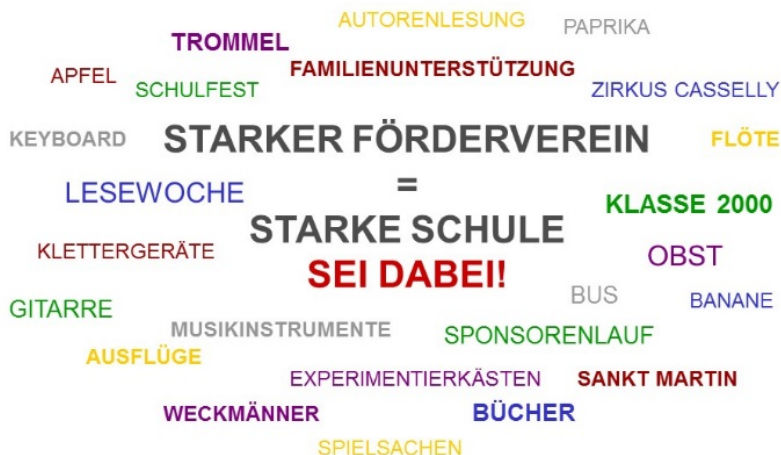 AUTORENLESUNG
PAPRIKA
TROMMEL
FAMILIENUNTERSTÜTZUNG
APFEL
SCHULFEST
ZIRKUS CASSELLY
KEYBOARD
STARKER FÖRDERVEREIN
FLÖTE
=
LESEWOCHE
KLASSE 2000
STARKE SCHULE
KLETTERGERÄTE
OBST
SEI DABEI!
BUS
BANANE
GITARRE
MUSIKINSTRUMENTE
SPONSORENLAUF
AUSFLÜGE
EXPERIMENTIERKÄSTEN
SANKT MARTIN
WECKMÄNNER
BÜCHER
SPIELSACHEN